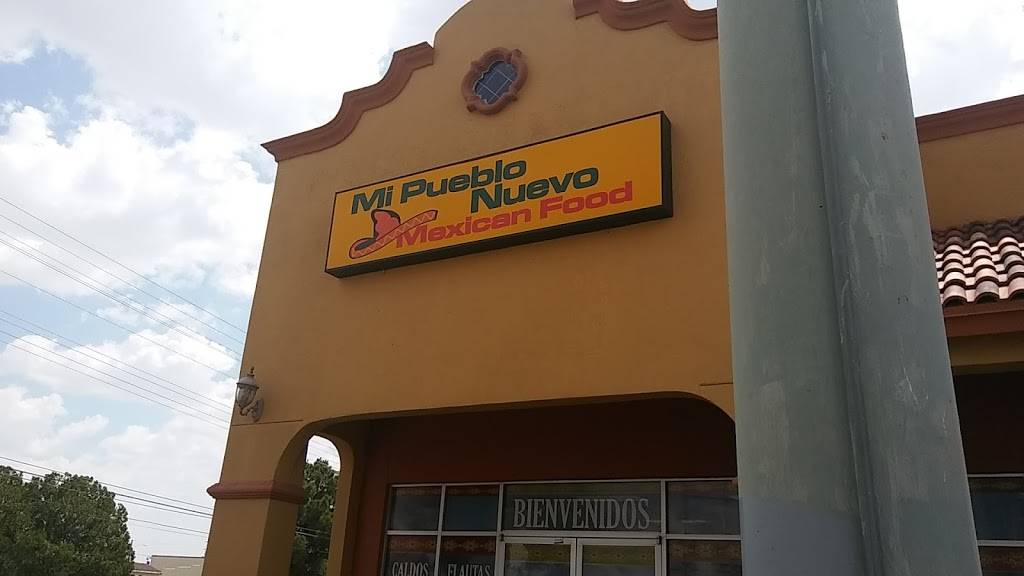 Mi Pueblo
Nuevo
Mexican Food
BIENVENIDOS
CALDOS FLAUTAS